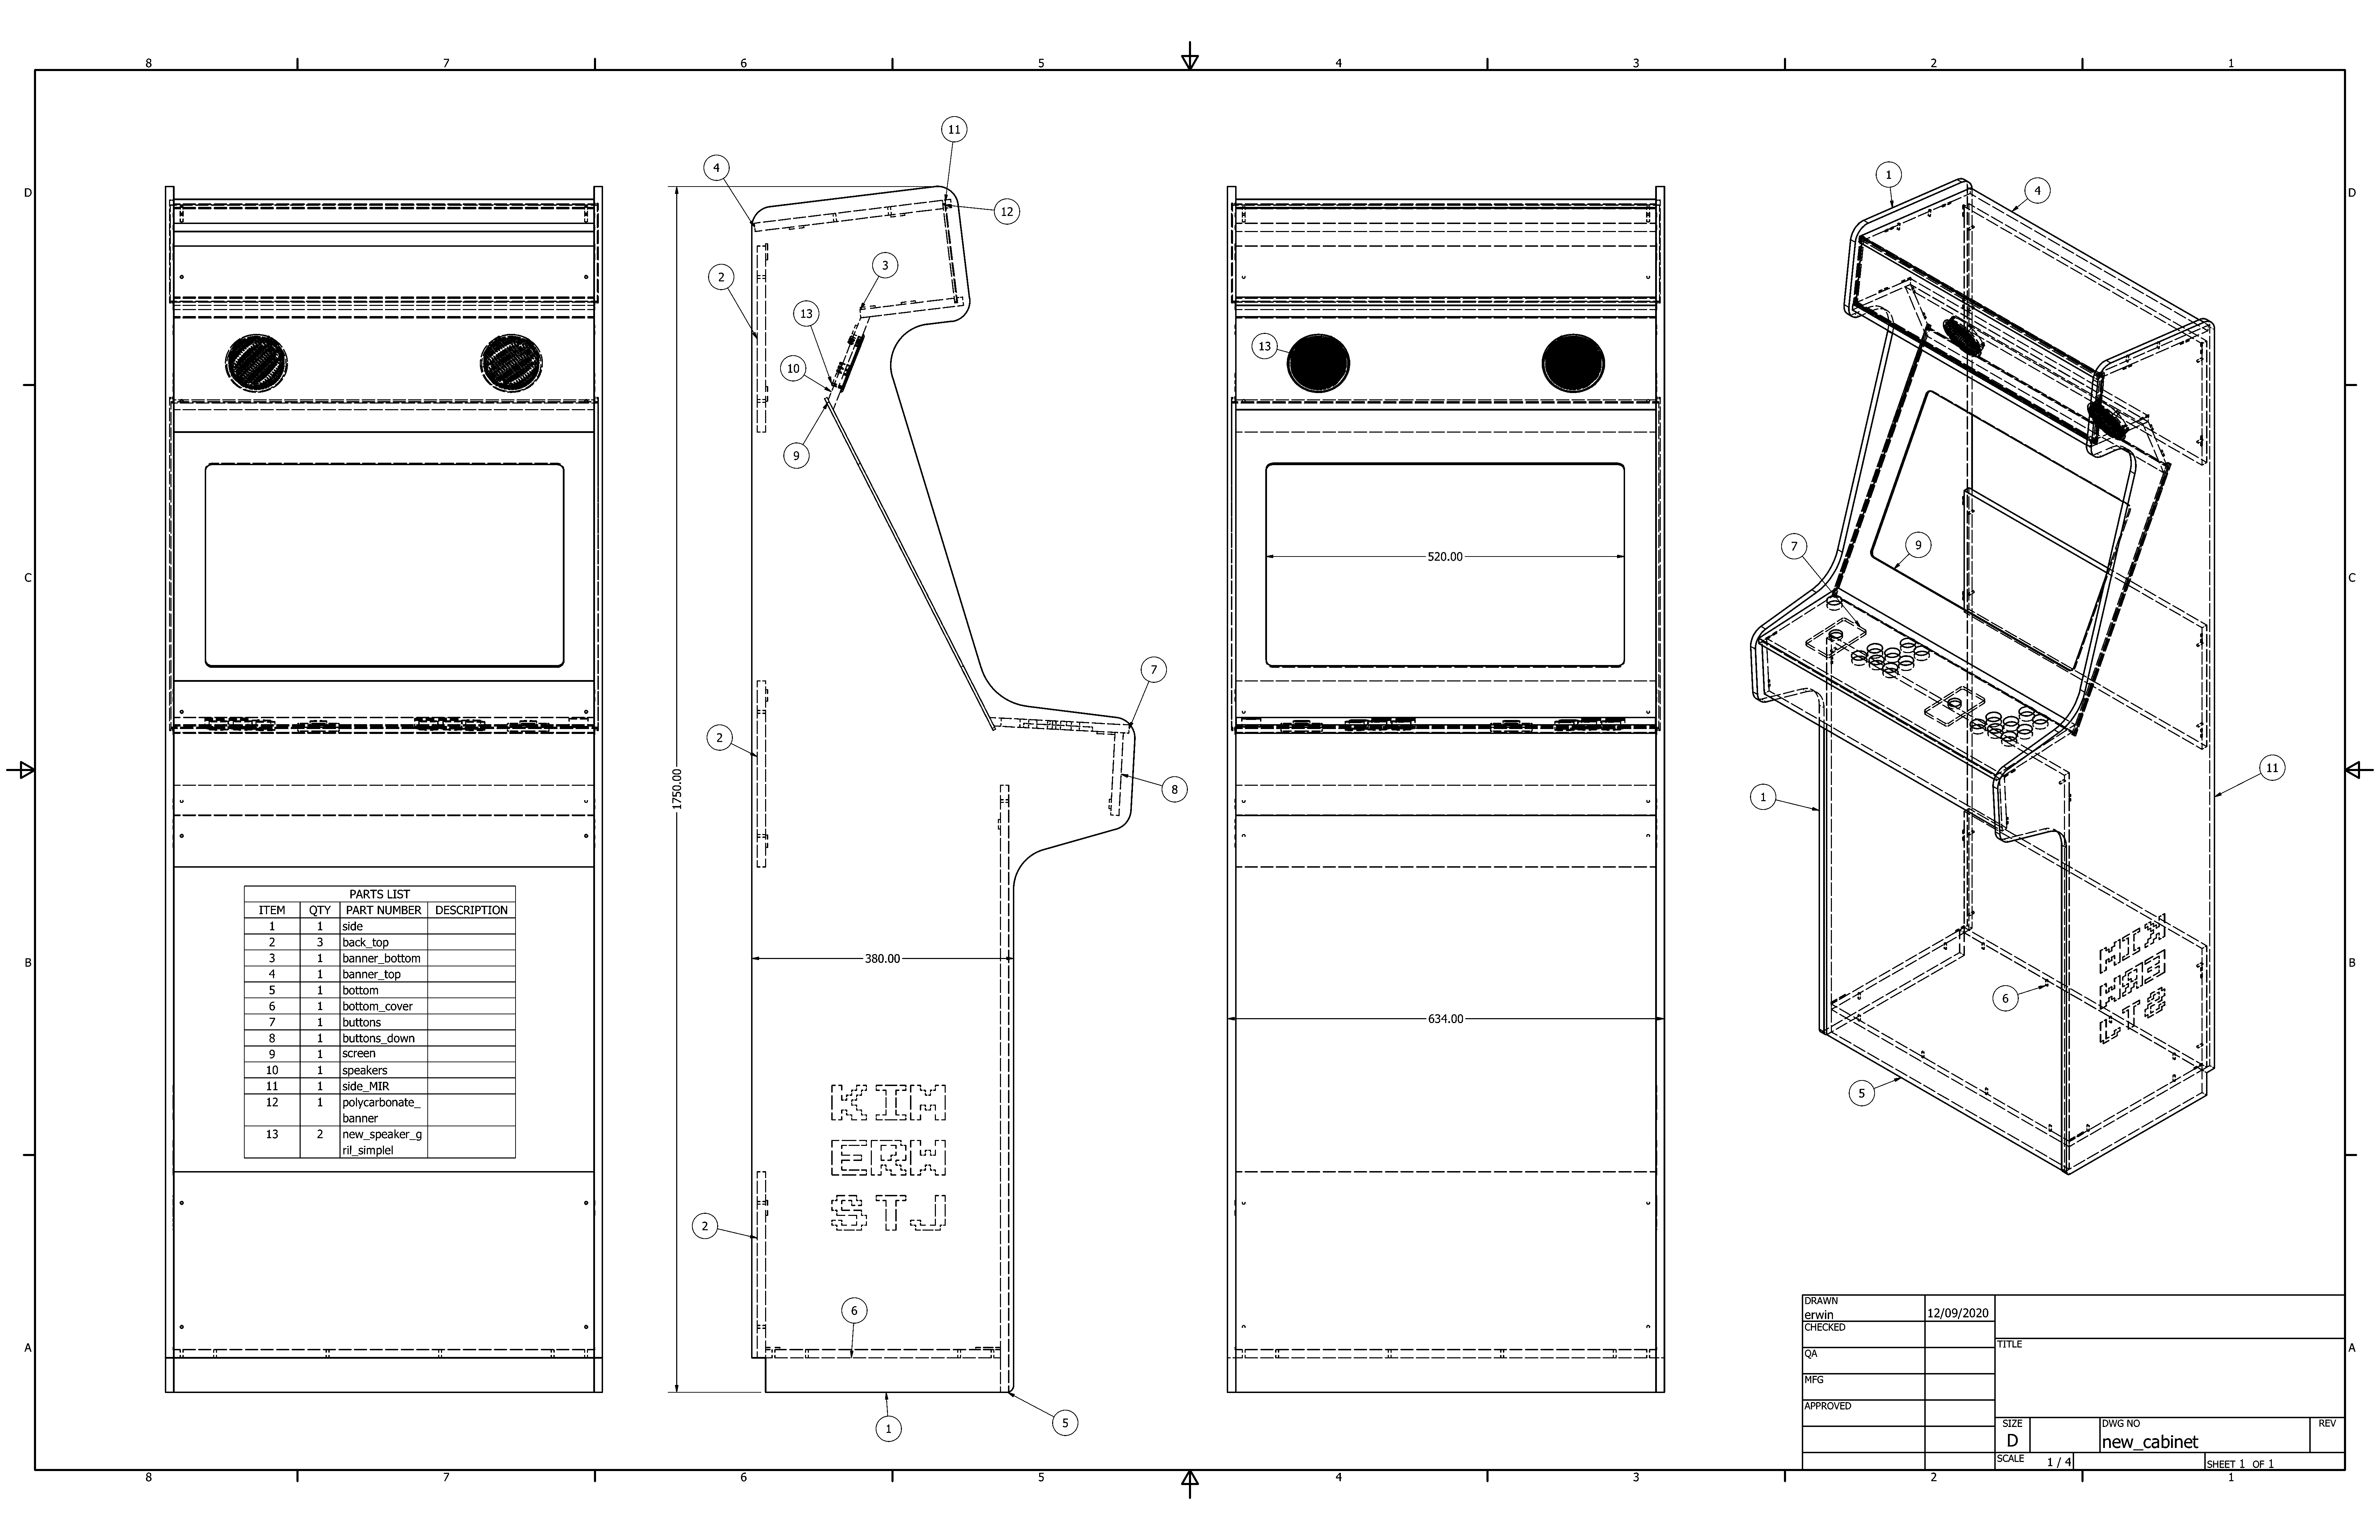 8 7 6 5 4 3 2 1
D D
C C
B B
A A
8 7 6 5 4 3 2 1
11
4
12
2
3
13
10
9
7
2
8
1750.00
380.00
KIM
ERW
STJ
2
6
1
5
13
520.00
634.00
1
4
7
9
1
11
6
5
PARTS LIST
ITEM QTY PART NUMBER DESCRIPTION
1 1 side
2 3 back_top
3 1 banner_bottom
4 1 banner_top
5 1 bottom
6 1 bottom_cover
7 1 buttons
8 1 buttons_down
9 1 screen
10 1 speakers
11 1 side_MIR
12 1 polycarbonate_
banner
13 2 new_speaker_g
ril_simplel
DRAWN
erwin 12/09/2020
CHECKED
QA
MFG
APPROVED
TITLE
SIZE
D
DWG NO
new_cabinet
REV
SCALE 1 / 4
SHEET 1 OF 1